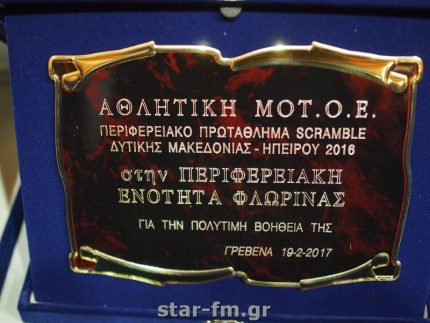 ΑΘΛΗΤΙΚΗ ΜΟΤ.Ο.Ε.
ΠΕΡΙΦΕΡΕΙΑΚΟ ΠΡΩΤΑΘΛΗΜΑ SCRAMBLE
ΔΥΤΙΚΗΣ ΜΑΚΕΔΟΝΙΑΣ - ΗΠΕΙΡΟΥ 2016
στην ΠΕΡΙΦΕΡΕΙΑΚΗ
ΕΝΟΤΗΤΑ ΦΛΩΡΙΝΑΣ
ΓΙΑ ΤΗΝ ΠΟΛΥΤΙΜΗ ΒΟΗΘΕΙΑ ΤΗΣ
ΓΡΕΒΕΝΑ 19-2-2017
star-fm.gr